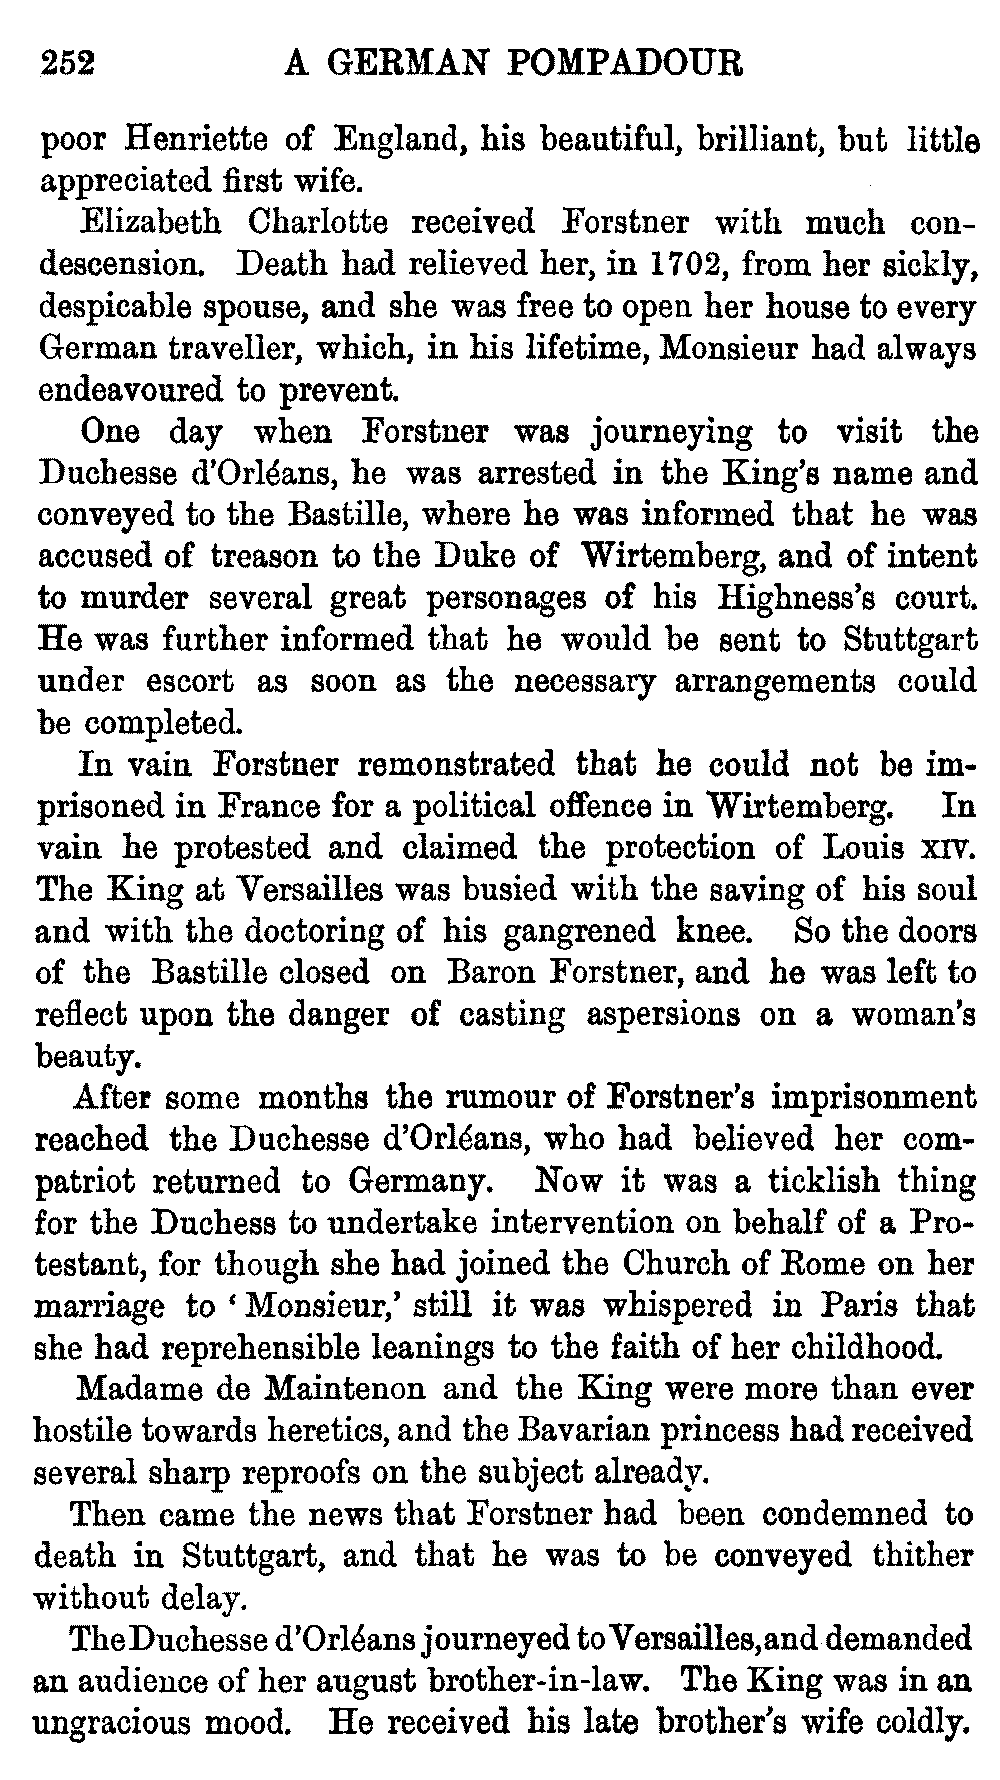 252 A GERMAN POMPADOUR
poor Henriette of England, his beautiful, brilliant, but little
appreciated first wife.
Elizabeth Charlotte received Forstner with much con-
descension. Death had relieved her, in 1702, from her sickly,
despicable spouse, and she was free to open her house to every
German traveller, which, in his lifetime, Monsieur had always
endeavoured to prevent.
One day when Forstner was journeying to visit the
Duchesse d'Orléans, he was arrested in the King's name and
conveyed to the Bastille, where he was informed that he was
accused of treason to the Duke of Wirtemberg, and of intent
to murder several great personages of his Highness's court.
He was further informed that he would be sent to Stuttgart
under escort as soon as the necessary arrangements could
be completed.
In vain Forstner remonstrated that he could not be im-
prisoned in France for a political offence in Wirtemberg. In
vain he protested and claimed the protection of Louis XIV.
The King at Versailles was busied with the saving of his soul
and with the doctoring of his gangrened knee. So the doors
of the Bastille closed on Baron Forstner, and he was left to
reflect upon the danger of casting aspersions on a woman's
beauty.
After some months the rumour of Forstner's imprisonment
reached the Duchesse d'Orléans, who had believed her com-
patriot returned to Germany. Now it was a ticklish thing
for the Duchess to undertake intervention on behalf of a Pro-
testant, for though she had joined the Church of Rome on her
marriage to 'Monsieur,' still it was whispered in Paris that
she had reprehensible leanings to the faith of her childhood.
Madame de Maintenon and the King were more than ever
hostile towards heretics, and the Bavarian princess had received
several sharp reproofs on the subject already.
Then came the news that Forstner had been condemned to
death in Stuttgart, and that he was to be conveyed thither
without delay.
The Duchesse d'Orléans journeyed to Versailles, and demanded
an audience of her august brother-in-law. The King was in an
ungracious mood. He received his late brother's wife coldly.